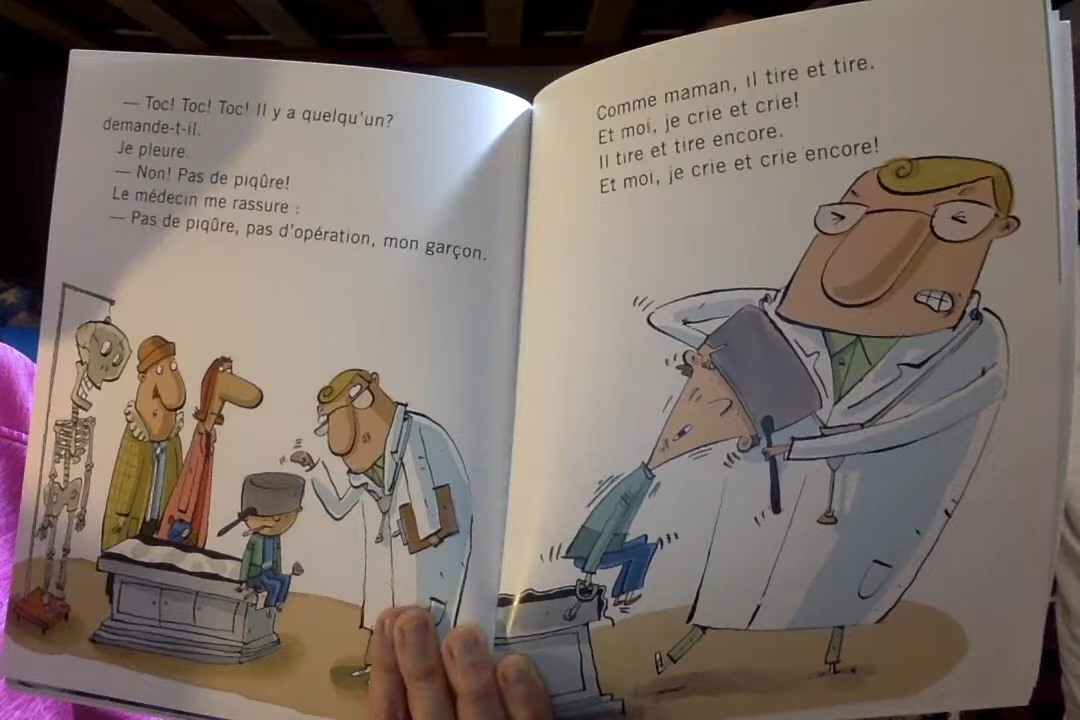 — Toc! Toc! Toc! Il y a quelqu'un?
demande-t-il.
Je pleure.
— Non! Pas de piqûre!
Le médecin me rassure :
— Pas de piqûre, pas d'opération, mon garçon.
Comme maman, il tire et tire.
Et moi, je crie et crie!
Il tire et tire encore.
Et moi, je crie et crie encore!